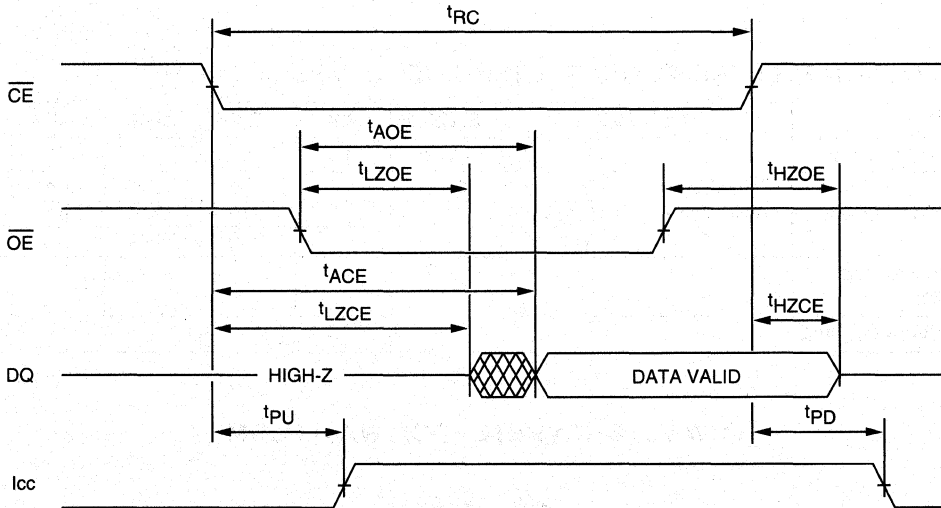 tRC
CE
tAOE
tLZOE
tHZOE
OE
tACE
tLZCE
tHZCE
DQ HIGH-Z DATA VALID
tPU tPD
Icc